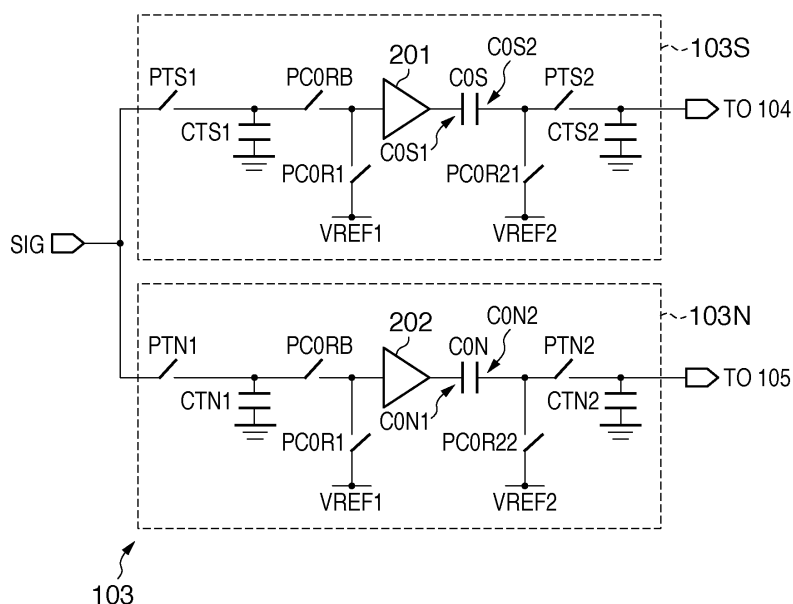 103S
201
C0S2
PTS1
PC0RB
C0S
PTS2
CTS1
C0S1
CTS2
TO 104
PC0R1
PC0R21
VREF1
VREF2
SIG
103N
202
C0N2
PTN1
PC0RB
C0N
PTN2
CTN1
C0N1
CTN2
TO 105
PC0R1
PC0R22
VREF1
VREF2
103